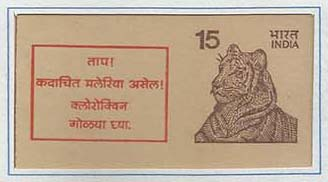 ताप!
कदाचित मलेरिया असेल!
क्लोरोक्विन
गोळ्या घ्या.
15
भारत
INDIA